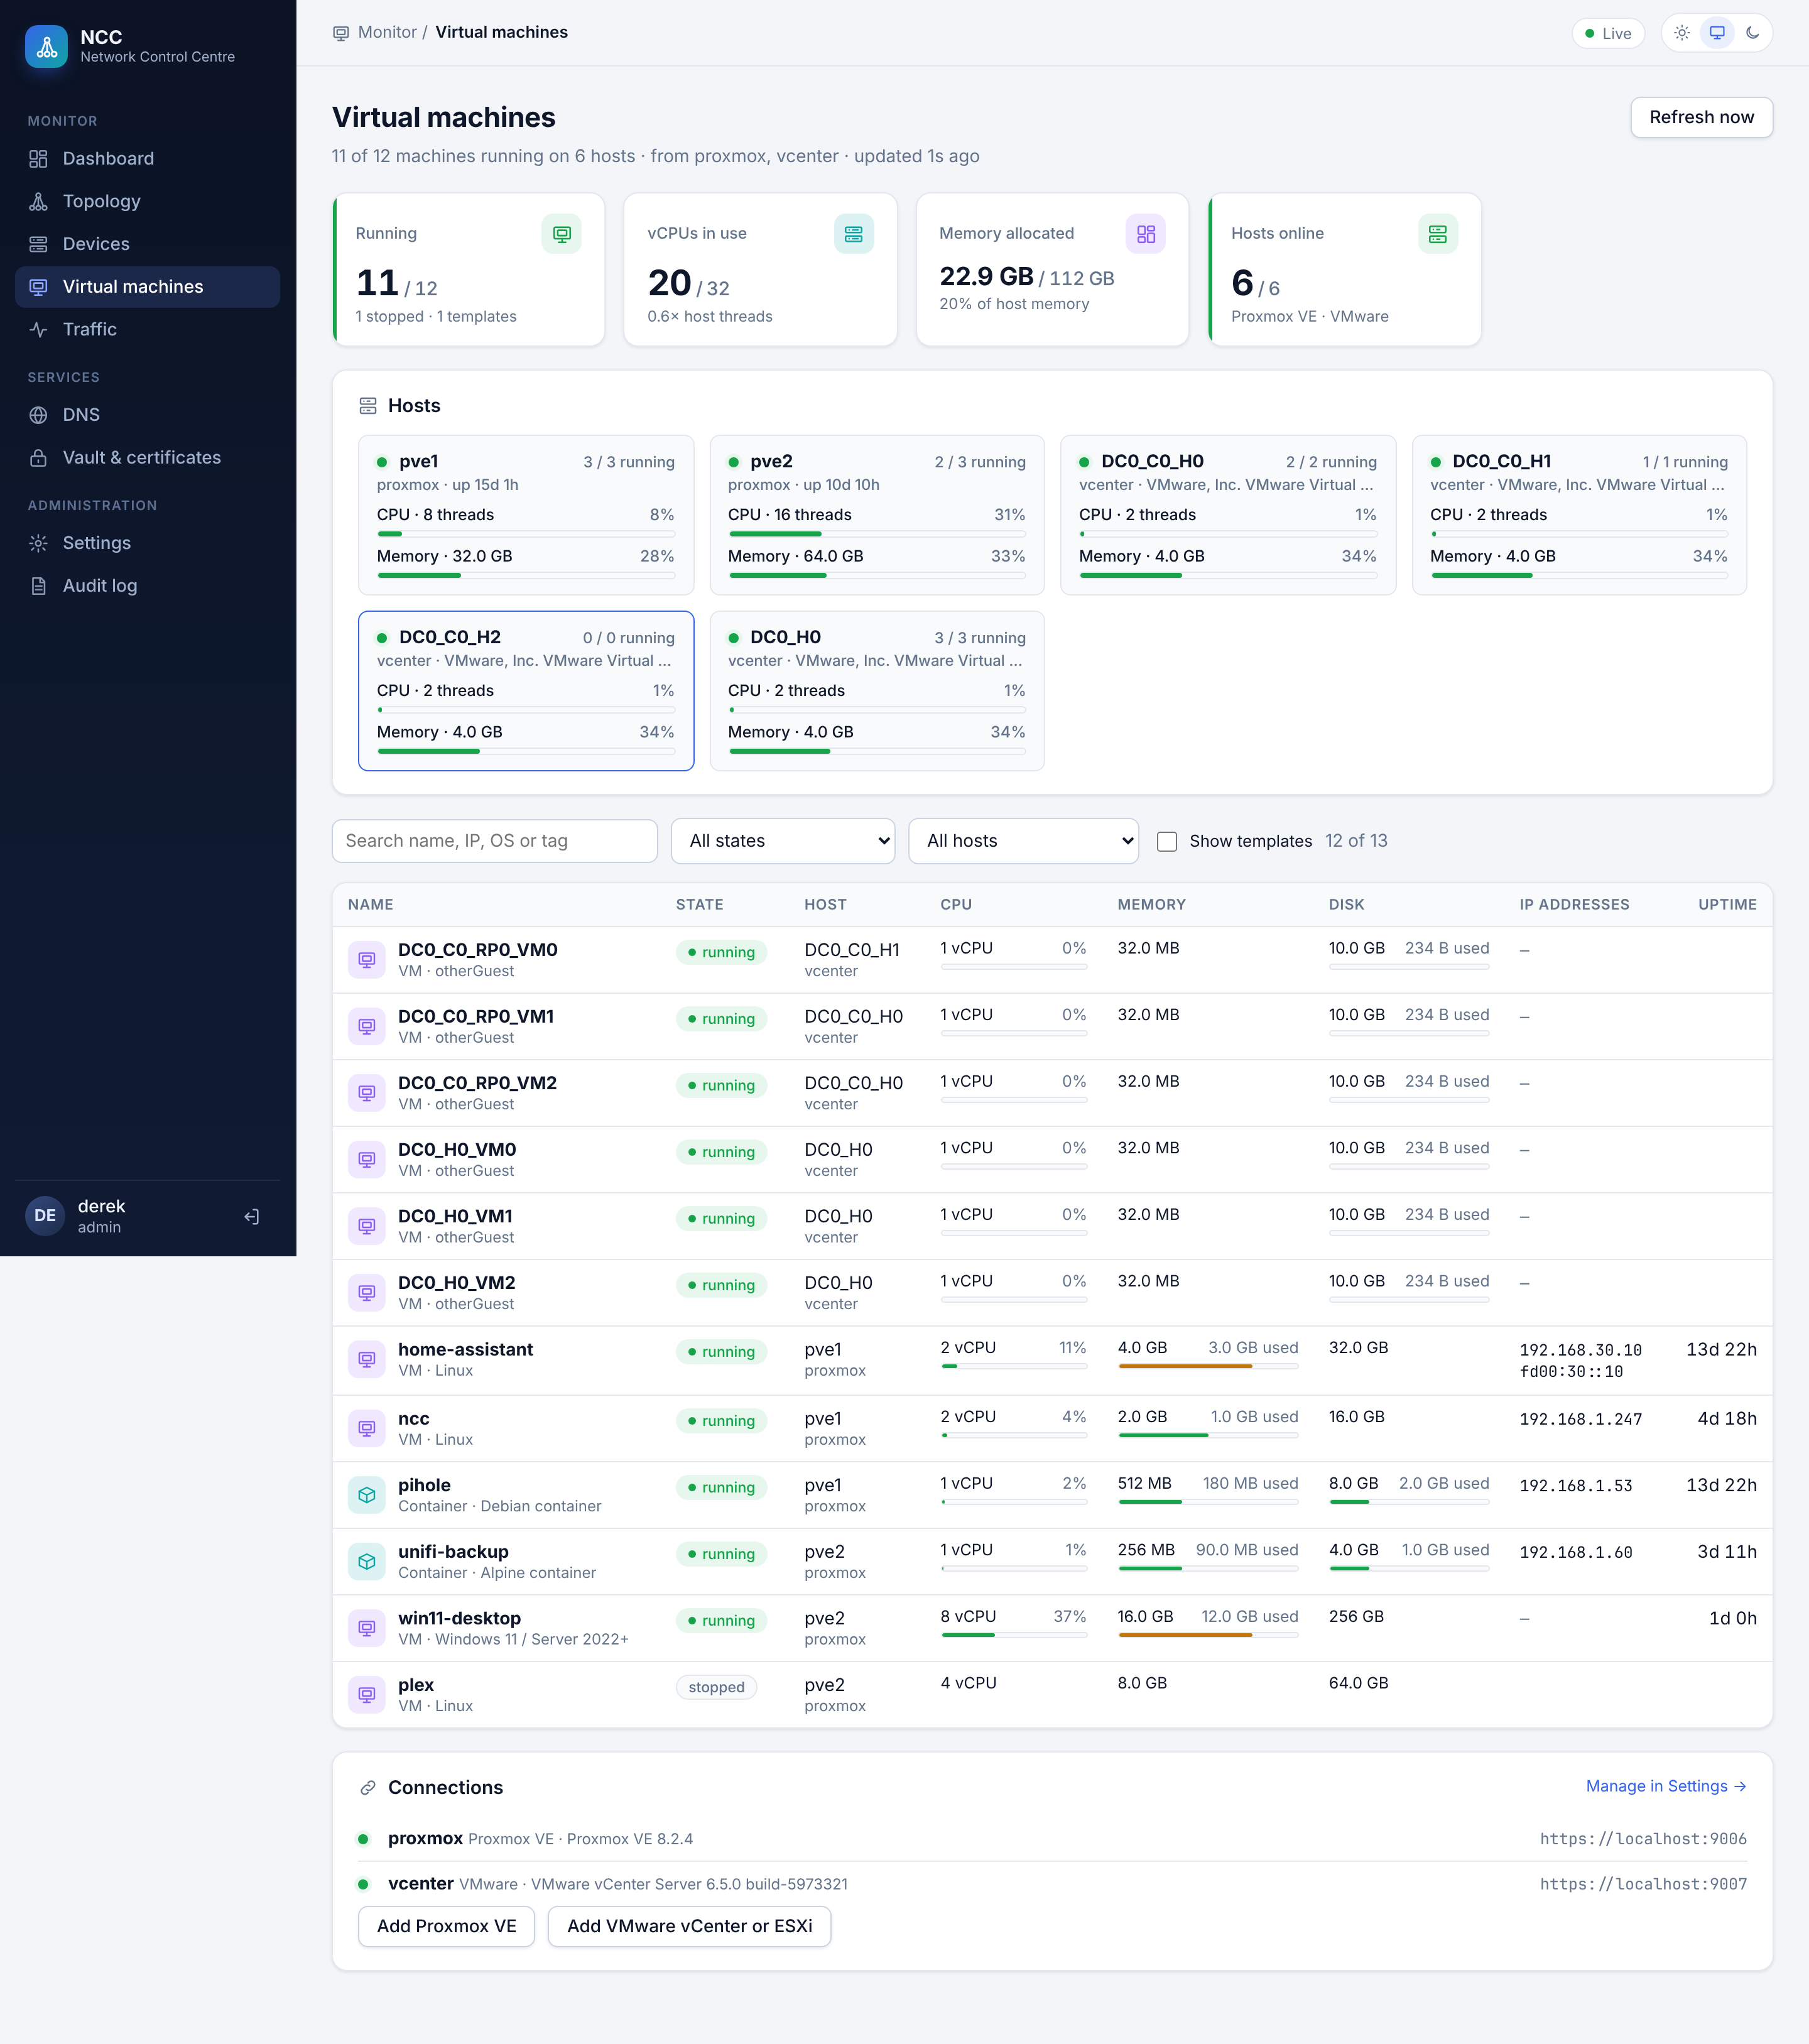 NCC
Network Control Centre
MONITOR
Dashboard
Topology
Devices
Virtual machines
Traffic
SERVICES
DNS
Vault & certificates
ADMINISTRATION
Settings
Audit log
DE
derek
admin
Monitor / Virtual machines
Live
Virtual machines
Refresh now
11 of 12 machines running on 6 hosts · from proxmox, vcenter · updated 1s ago
Running
11 / 12
1 stopped · 1 templates
vCPUs in use
20 / 32
0.6× host threads
Memory allocated
22.9 GB / 112 GB
20% of host memory
Hosts online
6 / 6
Proxmox VE · VMware
Hosts
pve1 3 / 3 running
proxmox · up 15d 1h
CPU · 8 threads 8%
Memory · 32.0 GB 28%
pve2 2 / 3 running
proxmox · up 10d 10h
CPU · 16 threads 31%
Memory · 64.0 GB 33%
DC0_C0_H0 2 / 2 running
vcenter · VMware, Inc. VMware Virtual ...
CPU · 2 threads 1%
Memory · 4.0 GB 34%
DC0_C0_H1 1 / 1 running
vcenter · VMware, Inc. VMware Virtual ...
CPU · 2 threads 1%
Memory · 4.0 GB 34%
DC0_C0_H2 0 / 0 running
vcenter · VMware, Inc. VMware Virtual ...
CPU · 2 threads 1%
Memory · 4.0 GB 34%
DC0_H0 3 / 3 running
vcenter · VMware, Inc. VMware Virtual ...
CPU · 2 threads 1%
Memory · 4.0 GB 34%
Search name, IP, OS or tag All states All hosts Show templates 12 of 13
NAME STATE HOST CPU MEMORY DISK IP ADDRESSES UPTIME
DC0_C0_RP0_VM0 running DC0_C0_H1 1 vCPU 0% 32.0 MB 10.0 GB 234 B used –
VM · otherGuest vcenter
DC0_C0_RP0_VM1 running DC0_C0_H0 1 vCPU 0% 32.0 MB 10.0 GB 234 B used –
VM · otherGuest vcenter
DC0_C0_RP0_VM2 running DC0_C0_H0 1 vCPU 0% 32.0 MB 10.0 GB 234 B used –
VM · otherGuest vcenter
DC0_H0_VM0 running DC0_H0 1 vCPU 0% 32.0 MB 10.0 GB 234 B used –
VM · otherGuest vcenter
DC0_H0_VM1 running DC0_H0 1 vCPU 0% 32.0 MB 10.0 GB 234 B used –
VM · otherGuest vcenter
DC0_H0_VM2 running DC0_H0 1 vCPU 0% 32.0 MB 10.0 GB 234 B used –
VM · otherGuest vcenter
home-assistant running pve1 2 vCPU 11% 4.0 GB 3.0 GB used 32.0 GB 192.168.30.10 13d 22h
VM · Linux proxmox fd00:30::10
ncc running pve1 2 vCPU 4% 2.0 GB 1.0 GB used 16.0 GB 192.168.1.247 4d 18h
VM · Linux proxmox
pihole running pve1 1 vCPU 2% 512 MB 180 MB used 8.0 GB 2.0 GB used 192.168.1.53 13d 22h
Container · Debian container proxmox
unifi-backup running pve2 1 vCPU 1% 256 MB 90.0 MB used 4.0 GB 1.0 GB used 192.168.1.60 3d 11h
Container · Alpine container proxmox
win11-desktop running pve2 8 vCPU 37% 16.0 GB 12.0 GB used 256 GB – 1d 0h
VM · Windows 11 / Server 2022+ proxmox
plex stopped pve2 4 vCPU 8.0 GB 64.0 GB
VM · Linux proxmox
Connections Manage in Settings →
proxmox Proxmox VE · Proxmox VE 8.2.4 https://localhost:9006
vcenter VMware · VMware vCenter Server 6.5.0 build-5973321 https://localhost:9007
Add Proxmox VE Add VMware vCenter or ESXi